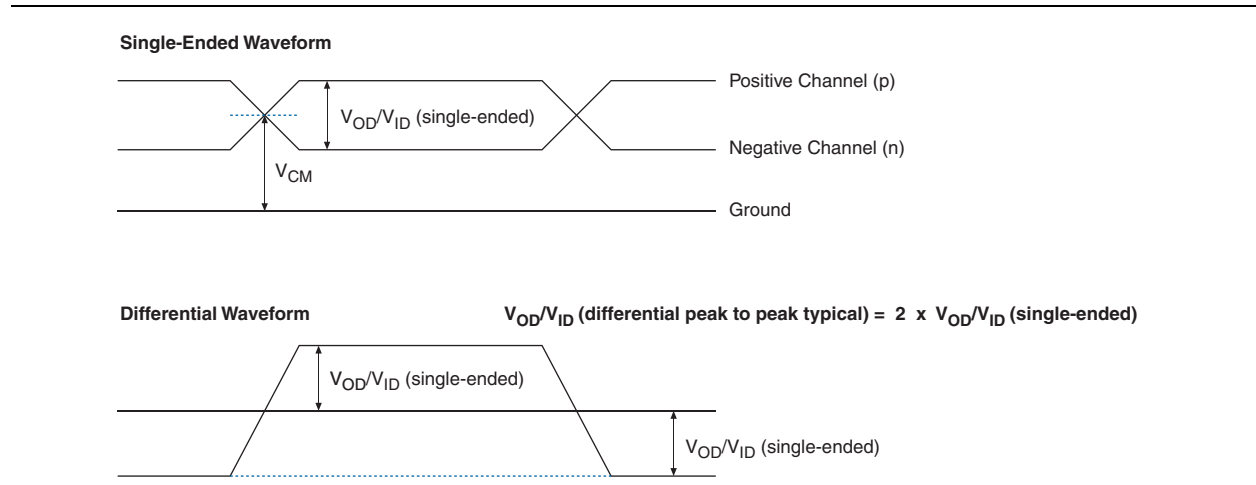 Single-Ended Waveform
Positive Channel (p)
VOD/VID (single-ended)
Negative Channel (n)
VCM
Ground
Differential Waveform
VOD/VID (differential peak to peak typical) = 2 x VOD/VID (single-ended)
VOD/VID (single-ended)
VOD/VID (single-ended)